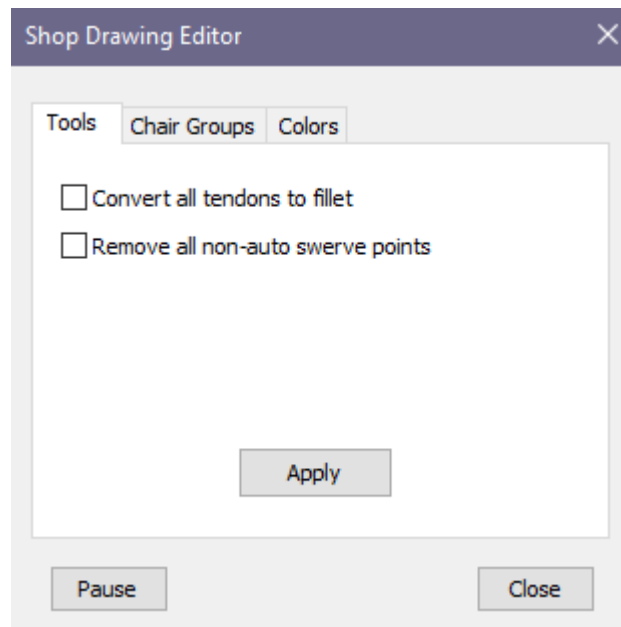 Shop Drawing Editor
Tools Chair Groups Colors
Convert all tendons to fillet
Remove all non-auto swerve points
Apply
Pause Close